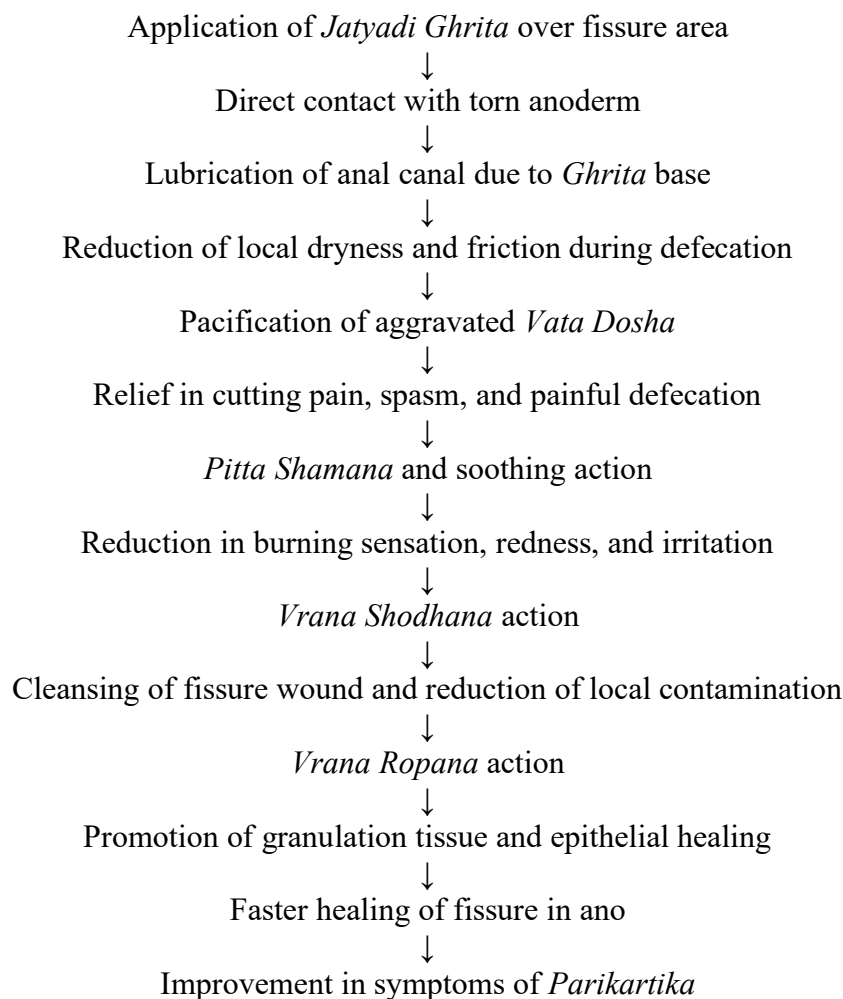 Application of Jatyadi Ghrita over fissure area
↓
Direct contact with torn anoderm
↓
Lubrication of anal canal due to Ghrita base
↓
Reduction of local dryness and friction during defecation
↓
Pacification of aggravated Vata Dosha
↓
Relief in cutting pain, spasm, and painful defecation
↓
Pitta Shamana and soothing action
↓
Reduction in burning sensation, redness, and irritation
↓
Vrana Shodhana action
↓
Cleansing of fissure wound and reduction of local contamination
↓
Vrana Ropana action
↓
Promotion of granulation tissue and epithelial healing
↓
Faster healing of fissure in ano
↓
Improvement in symptoms of Parikartika